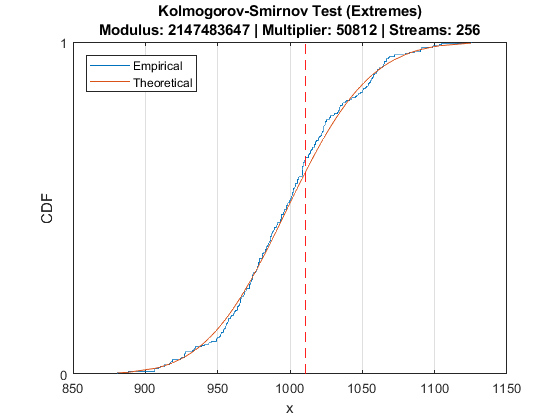 Kolmogorov-Smirnov Test (Extremes)
Modulus: 2147483647 | Multiplier: 50812 | Streams: 256
Empirical
Theoretical
1
CDF
0
850 900 950 1000 1050 1100 1150
x